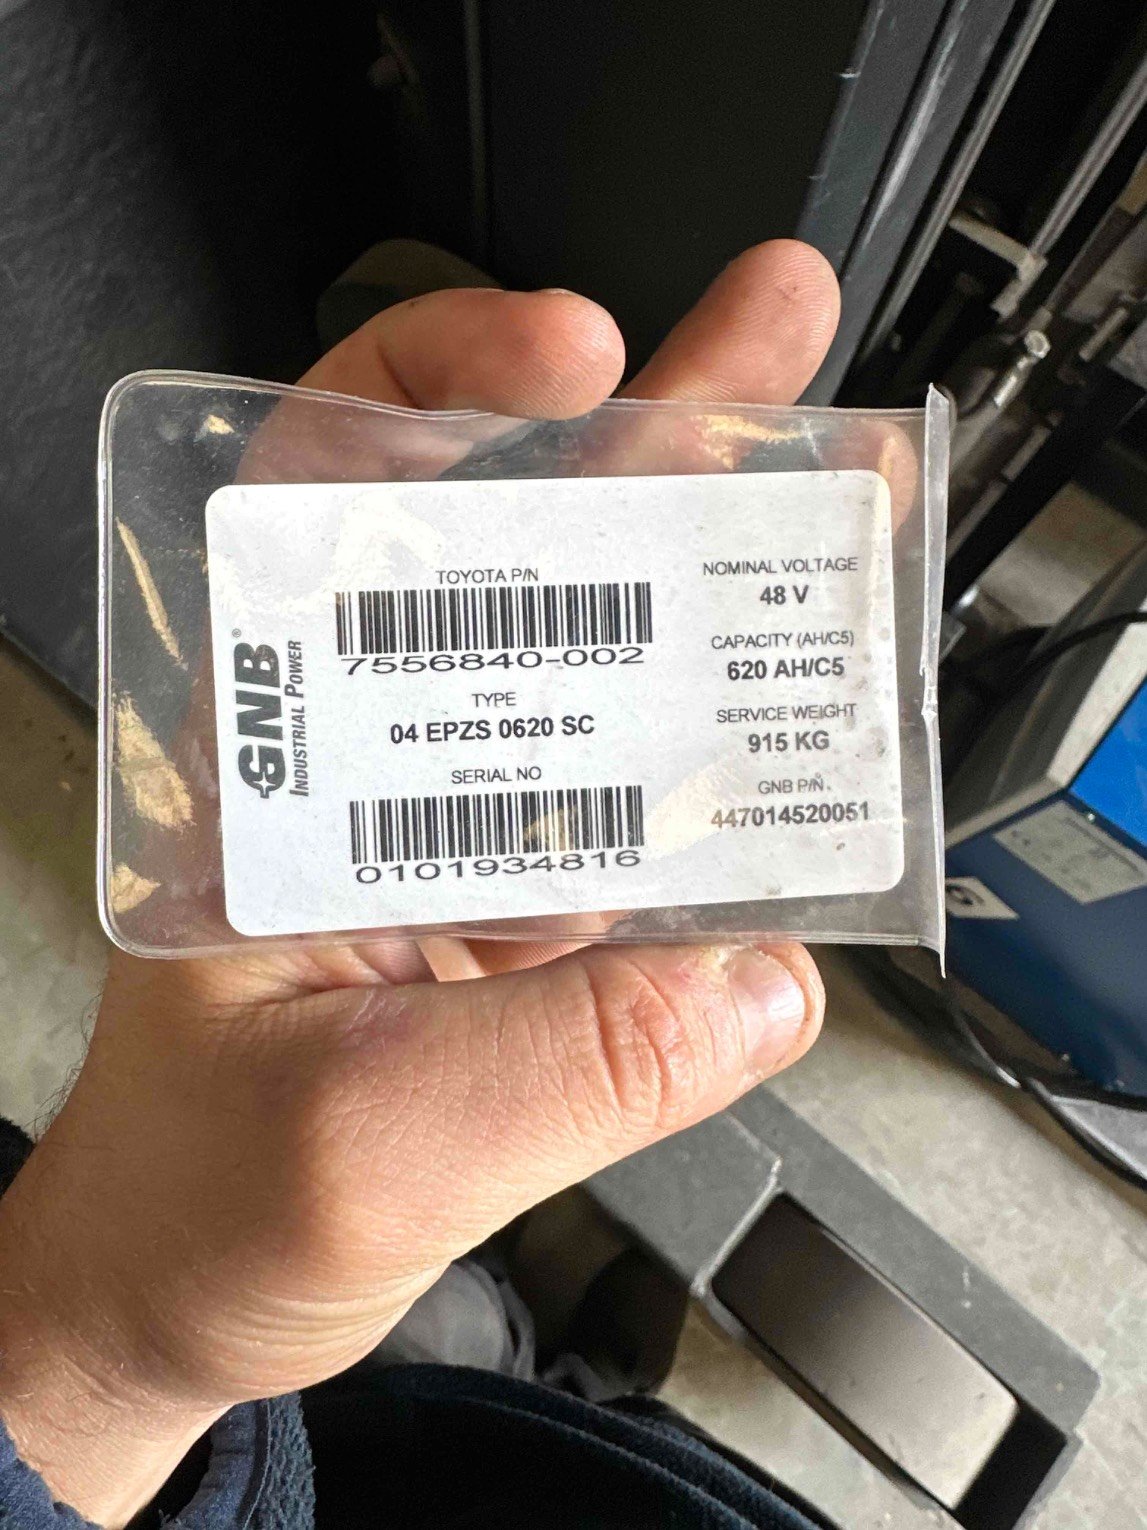 GNB®
INDUSTRIAL POWER
TOYOTA P/N
7556840-002
TYPE
04 EPZS 0620 SC
SERIAL NO
0101934816
NOMINAL VOLTAGE
48 V
CAPACITY (AH/C5)
620 AH/C5
SERVICE WEIGHT
915 KG
GNB P/N
447014520051